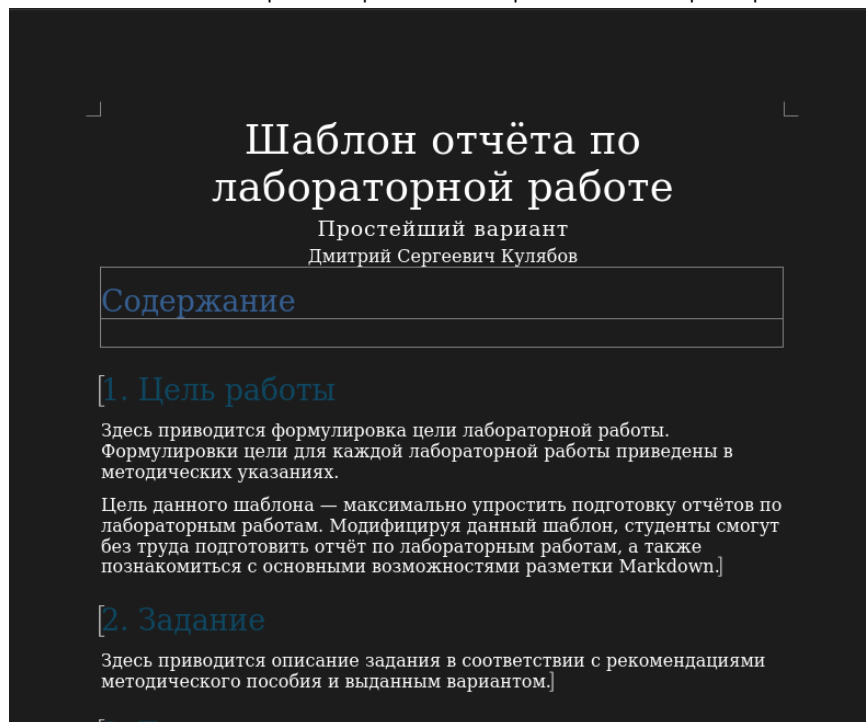 Шаблон отчёта по
лабораторной работе
Простейший вариант
Дмитрий Сергеевич Кулябов
Содержание
1. Цель работы
Здесь приводится формулировка цели лабораторной работы.
Формулировки цели для каждой лабораторной работы приведены в
методических указаниях.
Цель данного шаблона — максимально упростить подготовку отчётов по
лабораторным работам. Модифицируя данный шаблон, студенты смогут
без труда подготовить отчёт по лабораторным работам, а также
познакомиться с основными возможностями разметки Markdown.
2. Задание
Здесь приводится описание задания в соответствии с рекомендациями
методического пособия и выданным вариантом.